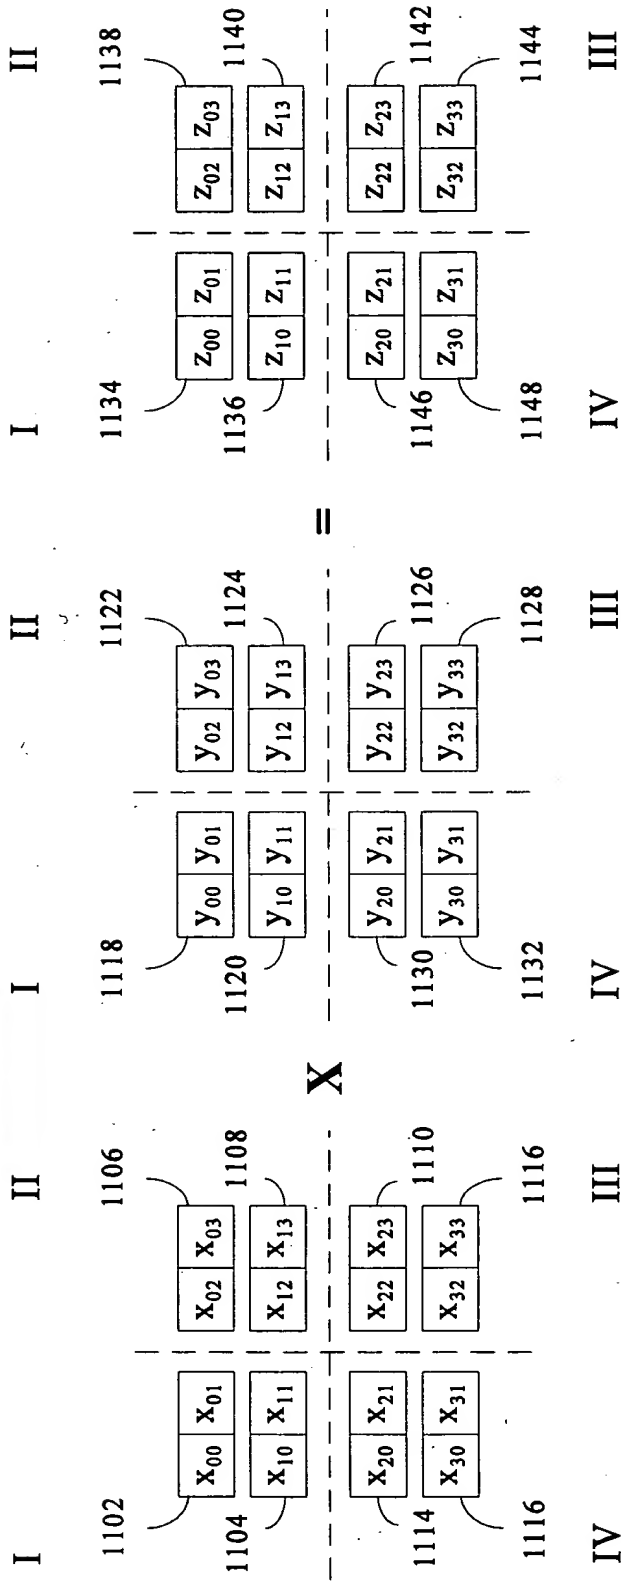 I II I II I II
1102 1106 1118 1122 1134 1138
x00 x01 x02 x03 y00 y01 y02 y03 z00 z01 z02 z03
x10 x11 x12 x13 y10 y11 y12 y13 z10 z11 z12 z13
1104 1108 1120 1124 1136 1140
X =
x20 x21 x22 x23 y20 y21 y22 y23 z20 z21 z22 z23
1114 1110 1130 1126 1146 1142
x30 x31 x32 x33 y30 y31 y32 y33 z30 z31 z32 z33
1116 1116 1132 1128 1148 1144
IV III IV III IV III